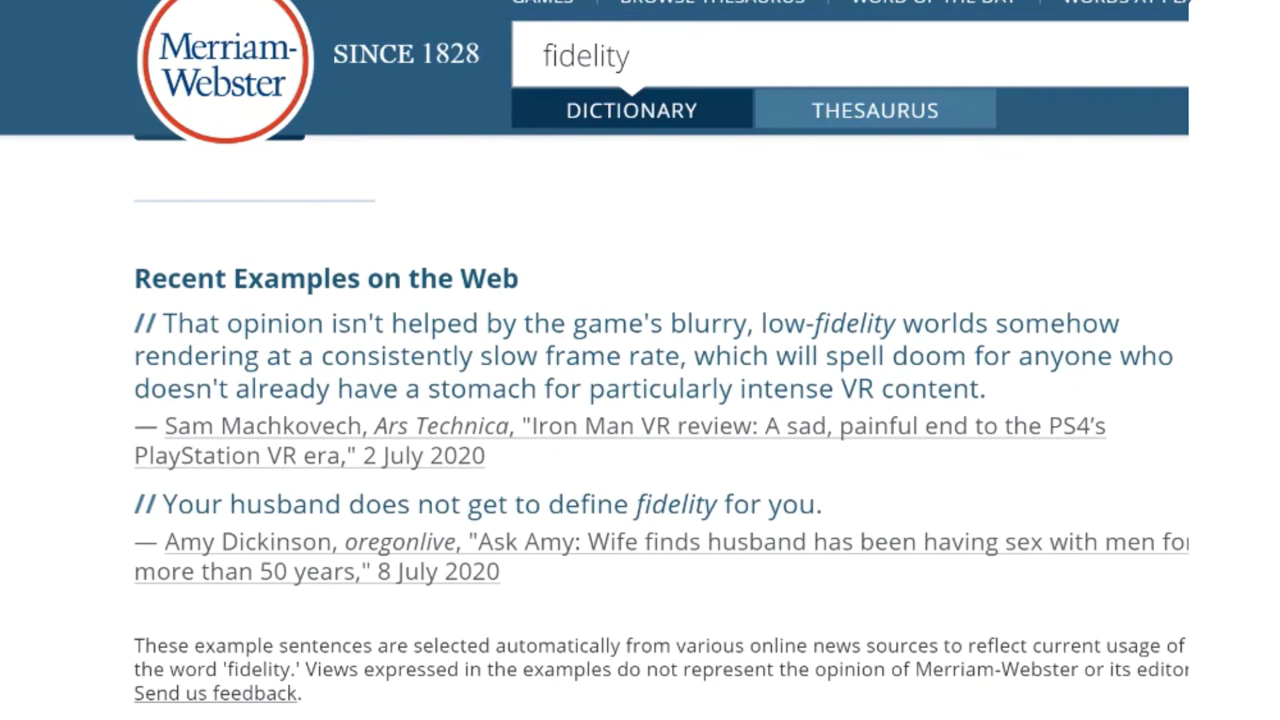 GAMES | BROWSE THESAURUS | WORD OF THE DAY | WORDS AT
Merriam-
Webster
SINCE 1828
fidelity
DICTIONARY
THESAURUS
Recent Examples on the Web
// That opinion isn't helped by the game's blurry, low-fidelity worlds somehow
rendering at a consistently slow frame rate, which will spell doom for anyone who
doesn't already have a stomach for particularly intense VR content.
— Sam Machkovech, Ars Technica, "Iron Man VR review: A sad, painful end to the PS4’s
PlayStation VR era," 2 July 2020
// Your husband does not get to define fidelity for you.
— Amy Dickinson, oregonlive, "Ask Amy: Wife finds husband has been having sex with men for
more than 50 years," 8 July 2020
These example sentences are selected automatically from various online news sources to reflect current usage of
the word 'fidelity.' Views expressed in the examples do not represent the opinion of Merriam-Webster or its editor
Send us feedback.